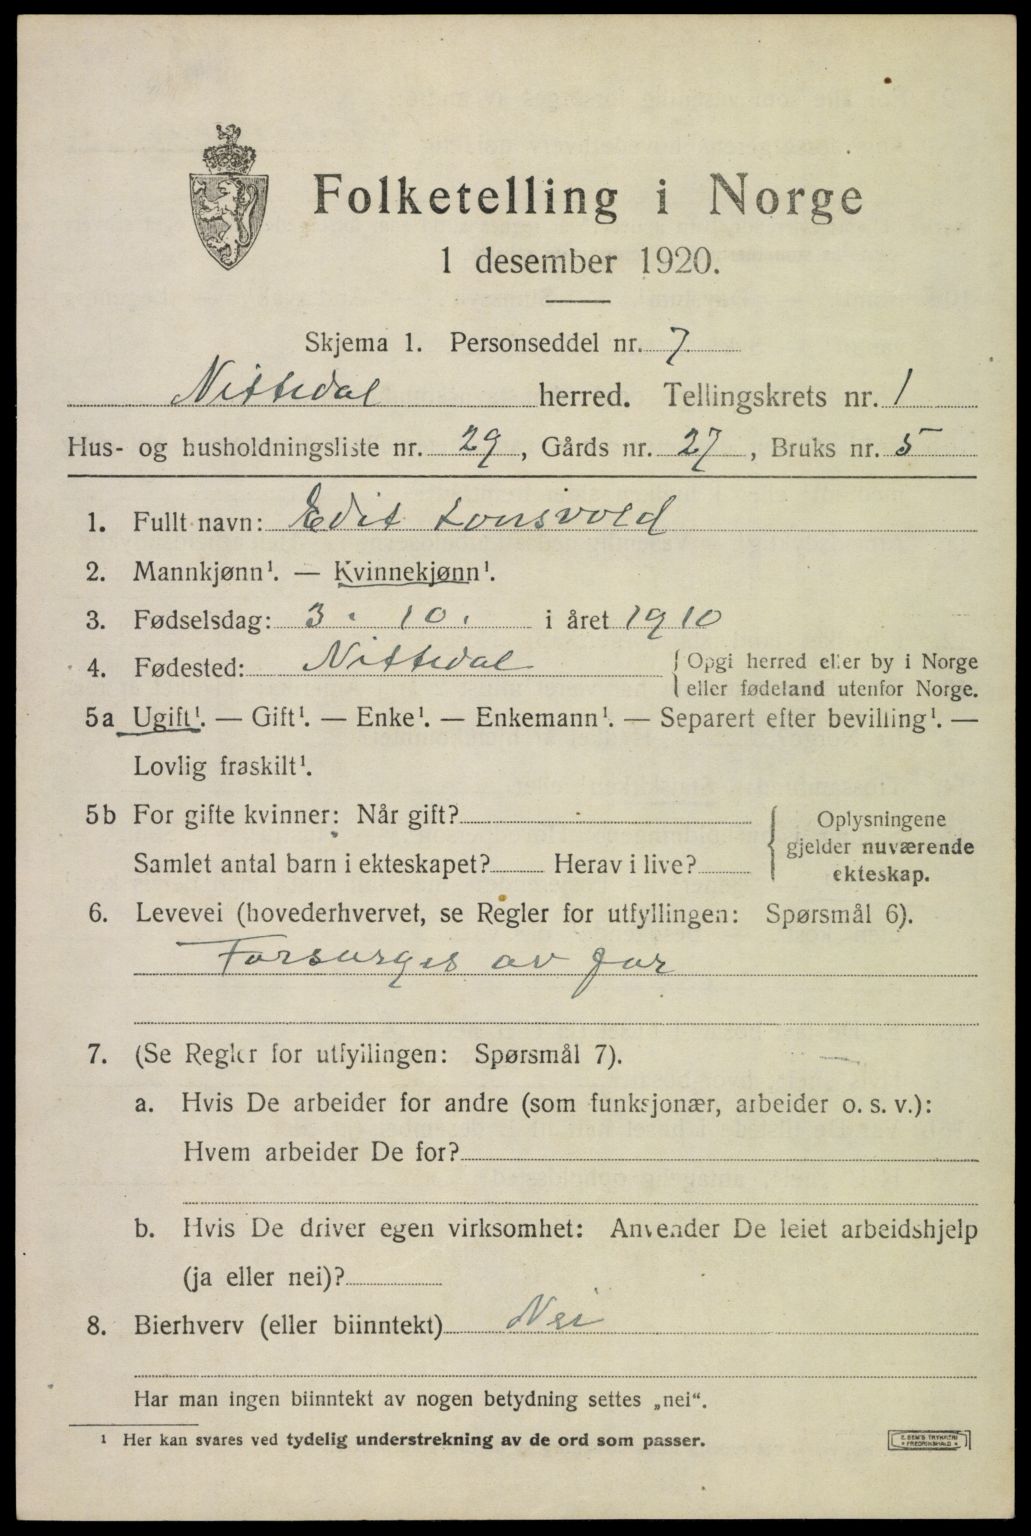 Folketelling i Norge
1 desember 1920.
Skjema 1. Personseddel nr. 7
Nittedal herred. Tellingskrets nr. 1
Hus- og husholdningsliste nr. 29, Gårds nr. 27, Bruks nr. 5
1. Fullt navn: Edit Lonsvold
2. Mannkjønn¹. — Kvinnekjønn¹.
3. Fødselsdag: 3. 10. i året 1910
4. Fødested: Nittedal { Opgi herred eller by i Norge
eller fødeland utenfor Norge.
5a Ugift¹. — Gift¹. — Enke¹. — Enkemann¹. — Separert efter bevilling¹. —
Lovlig fraskilt¹.
5b For gifte kvinner: Når gift?
Samlet antal barn i ekteskapet? Herav i live?
{ Oplysningene
gjelder nuværende
ekteskap.
6. Levevei (hovederhvervet, se Regler for utfyllingen: Spørsmål 6).
Forsørges av far
7. (Se Regler for utfyllingen: Spørsmål 7).
a. Hvis De arbeider for andre (som funksjonær, arbeider o. s. v.):
Hvem arbeider De for?
b. Hvis De driver egen virksomhet: Anvender De leiet arbeidshjelp
(ja eller nei)?
8. Bierhverv (eller biinntekt) Nei
Har man ingen biinntekt av nogen betydning settes „nei“.
¹ Her kan svares ved tydelig understrekning av de ord som passer.
E. SEM'S TRYKKERI
FREDRIKSHALD